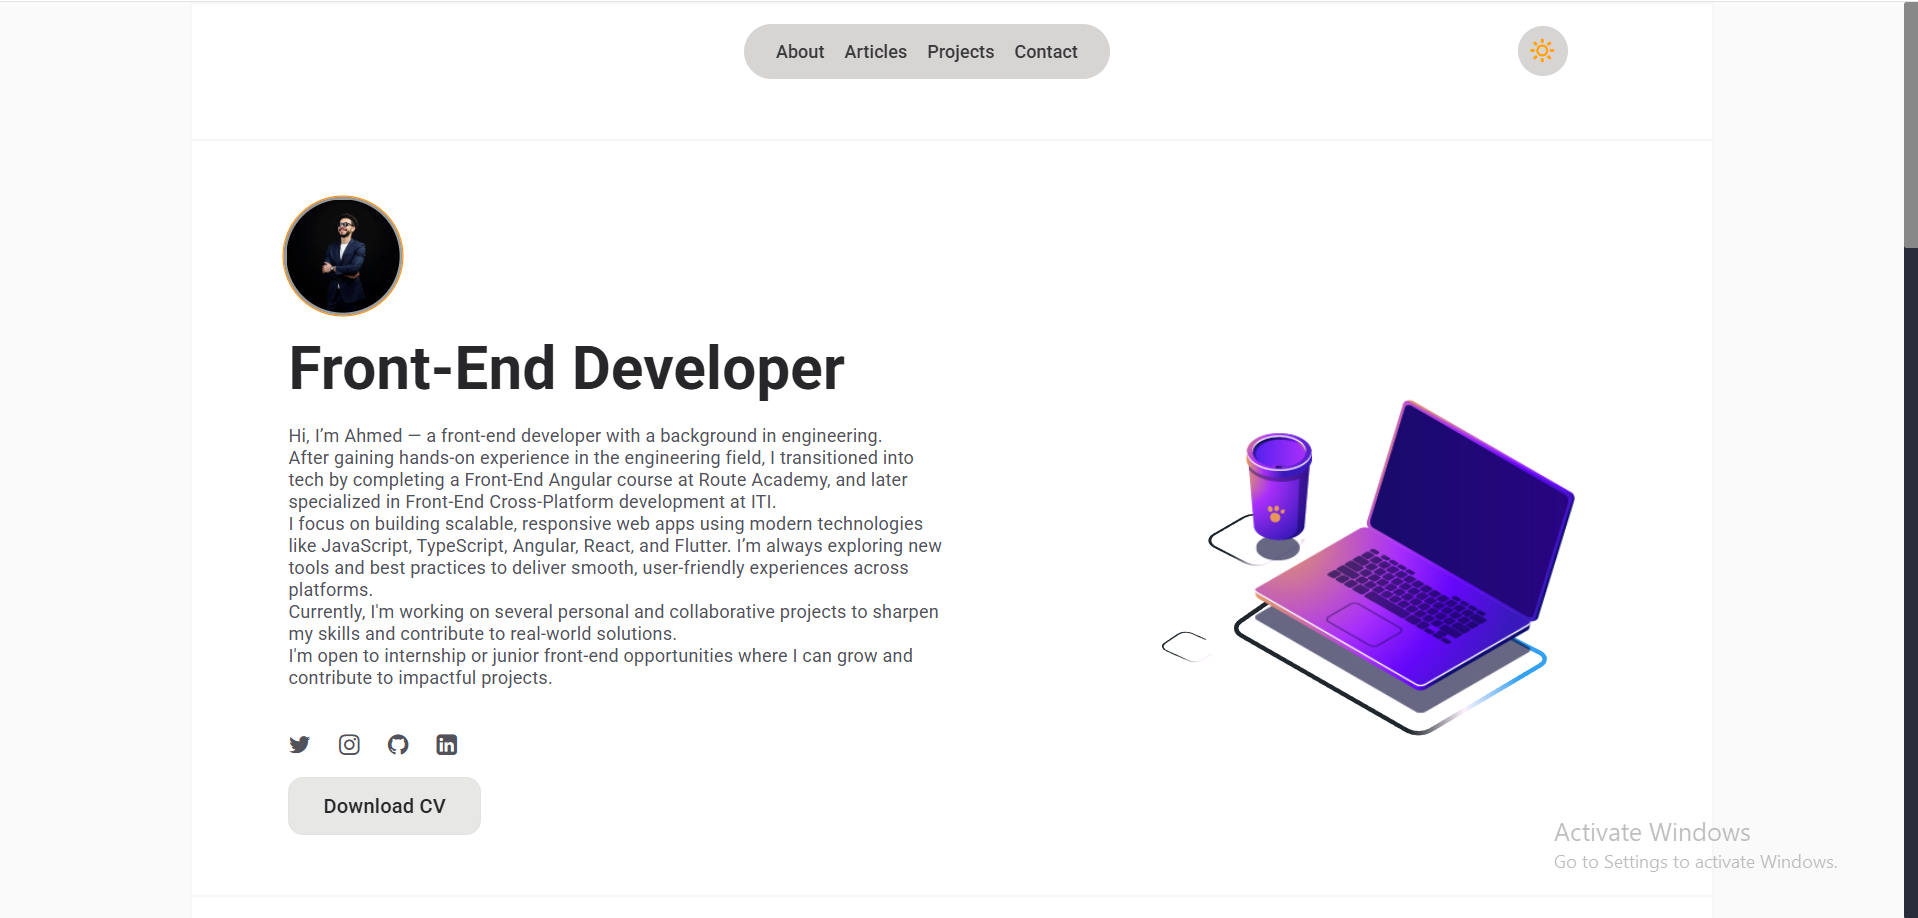 About Articles Projects Contact
Front-End Developer
Hi, I’m Ahmed — a front-end developer with a background in engineering.
After gaining hands-on experience in the engineering field, I transitioned into
tech by completing a Front-End Angular course at Route Academy, and later
specialized in Front-End Cross-Platform development at ITI.
I focus on building scalable, responsive web apps using modern technologies
like JavaScript, TypeScript, Angular, React, and Flutter. I’m always exploring new
tools and best practices to deliver smooth, user-friendly experiences across
platforms.
Currently, I'm working on several personal and collaborative projects to sharpen
my skills and contribute to real-world solutions.
I'm open to internship or junior front-end opportunities where I can grow and
contribute to impactful projects.
Download CV
Activate Windows
Go to Settings to activate Windows.